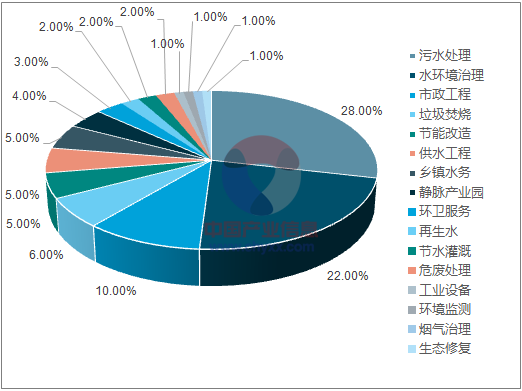 1.00%
2.00%
1.00%
2.00%
2.00%
1.00%
1.00%
3.00%
4.00%
5.00%
5.00%
5.00%
6.00%
10.00%
22.00%
28.00%
污水处理
水环境治理
市政工程
垃圾焚烧
节能改造
供水工程
乡镇水务
静脉产业园
环卫服务
再生水
节水灌溉
危废处理
工业设备
环境监测
烟气治理
生态修复